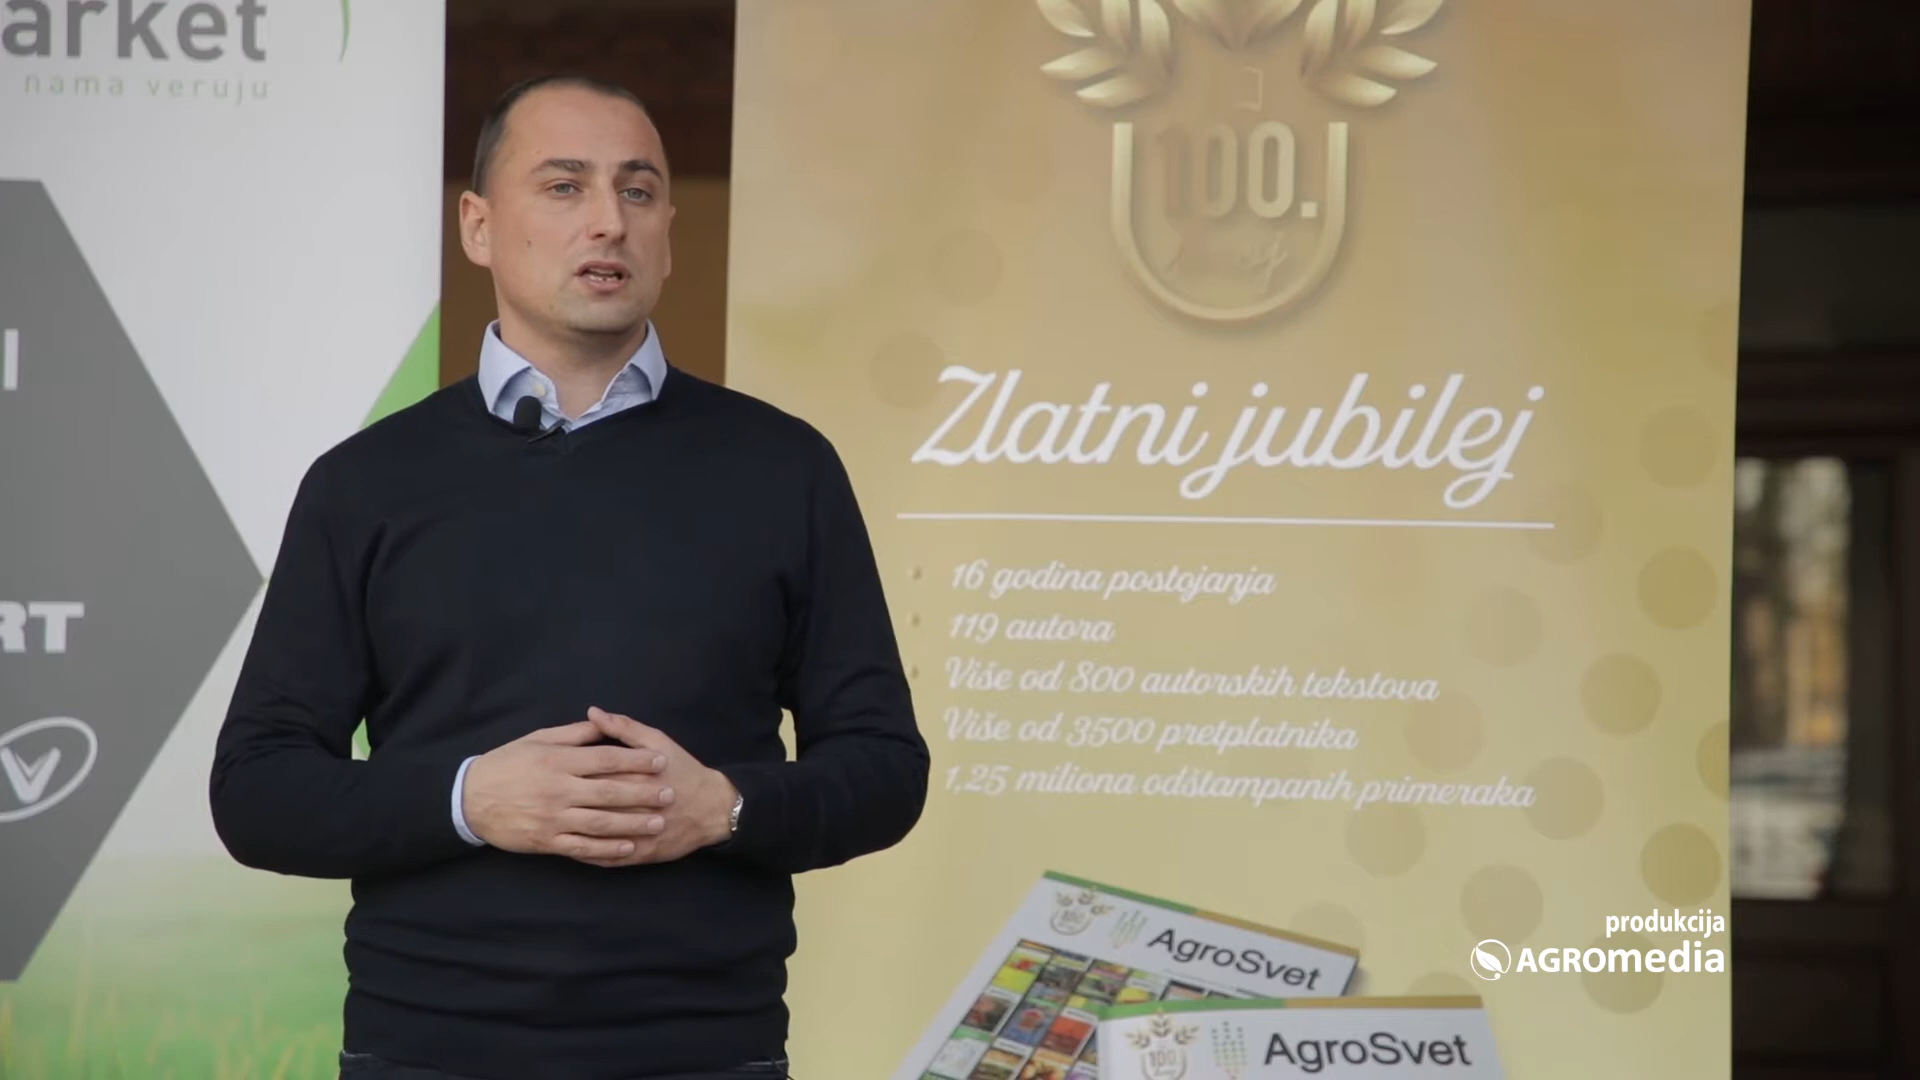 arket
nama veruju
I
RT
100.
Zlatni jubilej
16 godina postojanja
119 autora
Više od 800 autorskih tekstova
Više od 3500 pretplatnika
1,25 miliona odštampanih primeraka
AgroSvet
100.
AgroSvet
produkcija
AGROmedia